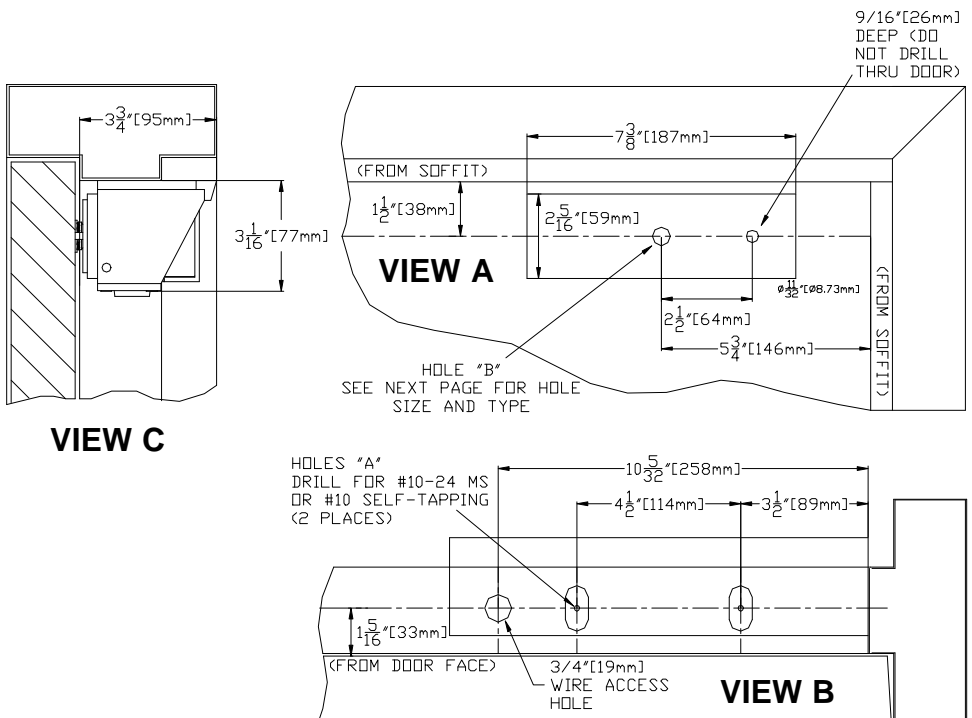 9/16"[26mm]
DEEP (DO
NOT DRILL
THRU DOOR)
3 3/4"[95mm]
7 3/8"[187mm]
(FROM SOFFIT)
1 1/2"[38mm]
2 5/16"[59mm]
3 1/16"[77mm]
VIEW A
ø 11/32"[ø8.73mm]
(FROM SOFFIT)
2 1/2"[64mm]
5 3/4"[146mm]
HOLE "B"
SEE NEXT PAGE FOR HOLE
SIZE AND TYPE
VIEW C
HOLES "A"
DRILL FOR #10-24 MS
OR #10 SELF-TAPPING
(2 PLACES)
10 5/32"[258mm]
4 1/2"[114mm]
3 1/2"[89mm]
1 5/16"[33mm]
(FROM DOOR FACE)
3/4"[19mm]
WIRE ACCESS
HOLE
VIEW B